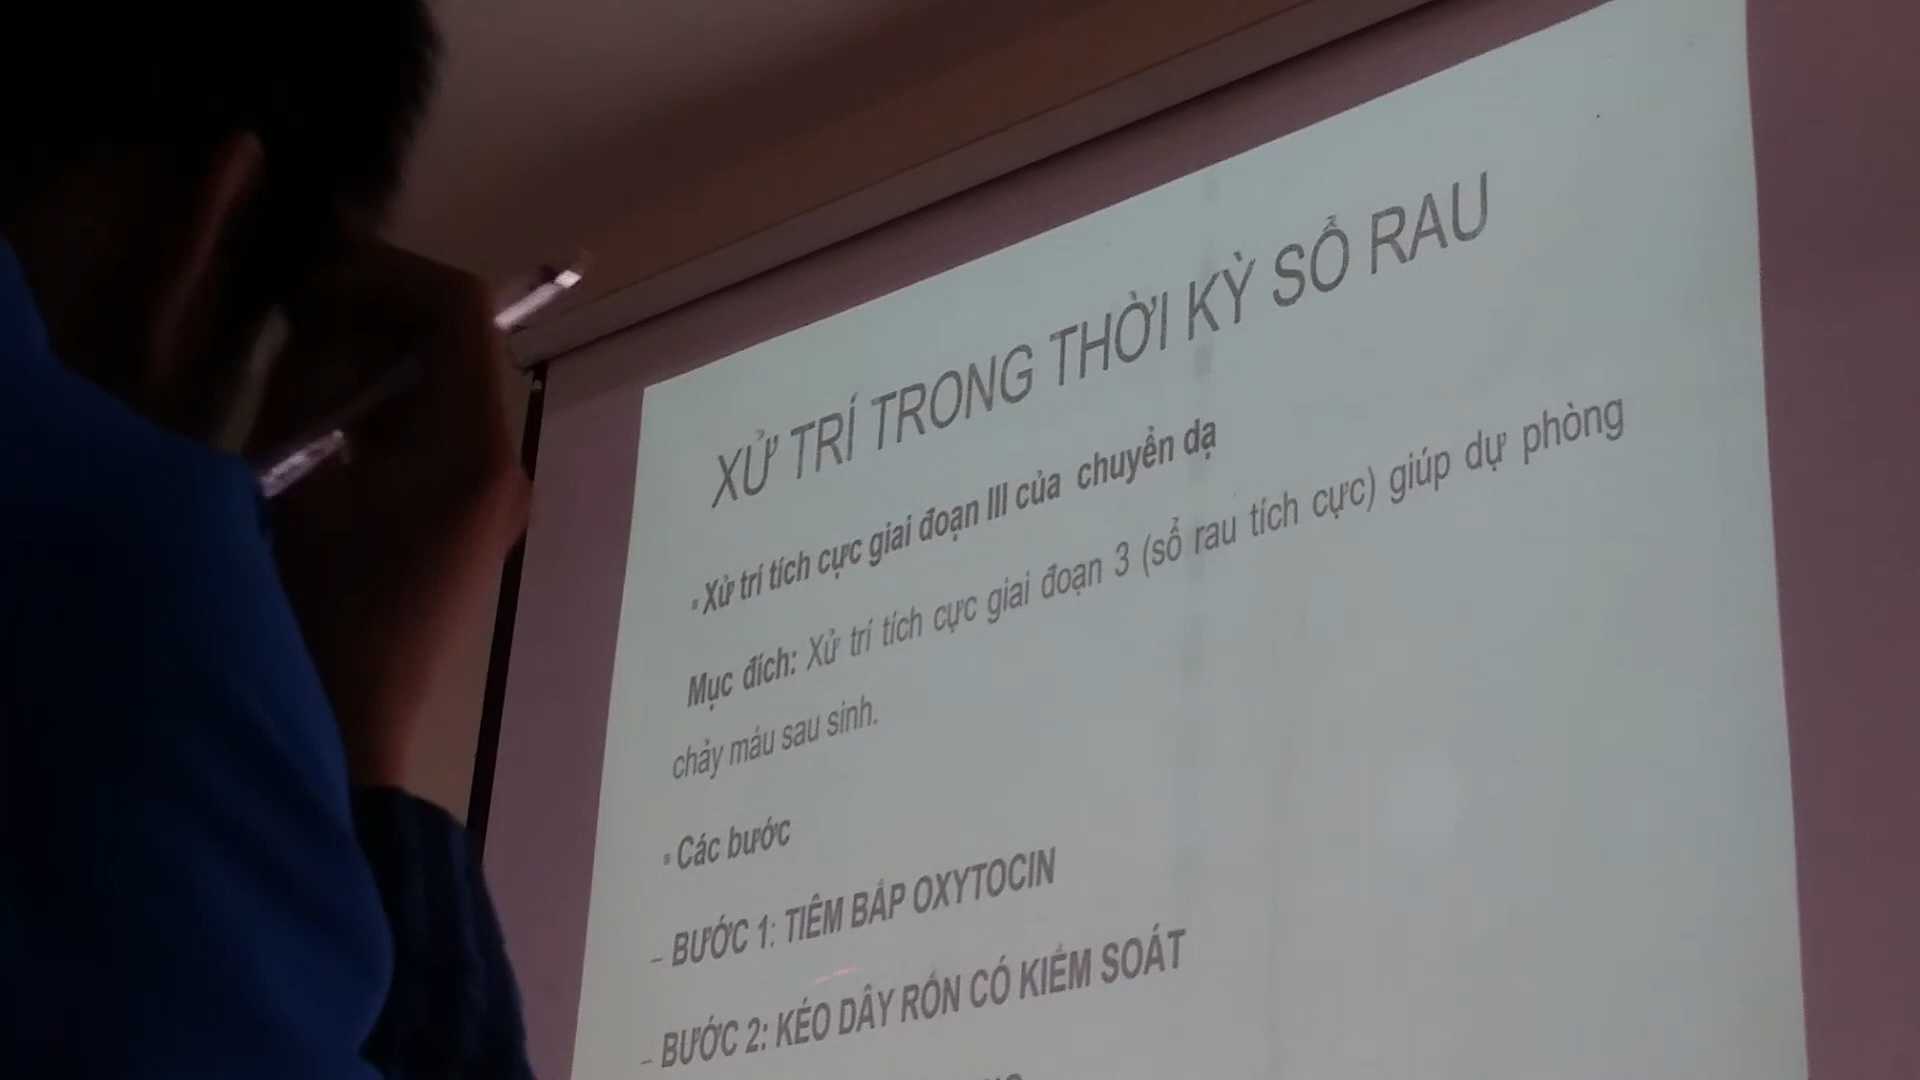 XỬ TRÍ TRONG THỜI KỲ SỔ RAU
▪ Xử trí tích cực giai đoạn III của chuyển dạ
Mục đích: Xử trí tích cực giai đoạn 3 (sổ rau tích cực) giúp dự phòng
chảy máu sau sinh.
▪ Các bước
– BƯỚC 1: TIÊM BẮP OXYTOCIN
– BƯỚC 2: KÉO DÂY RỐN CÓ KIỂM SOÁT